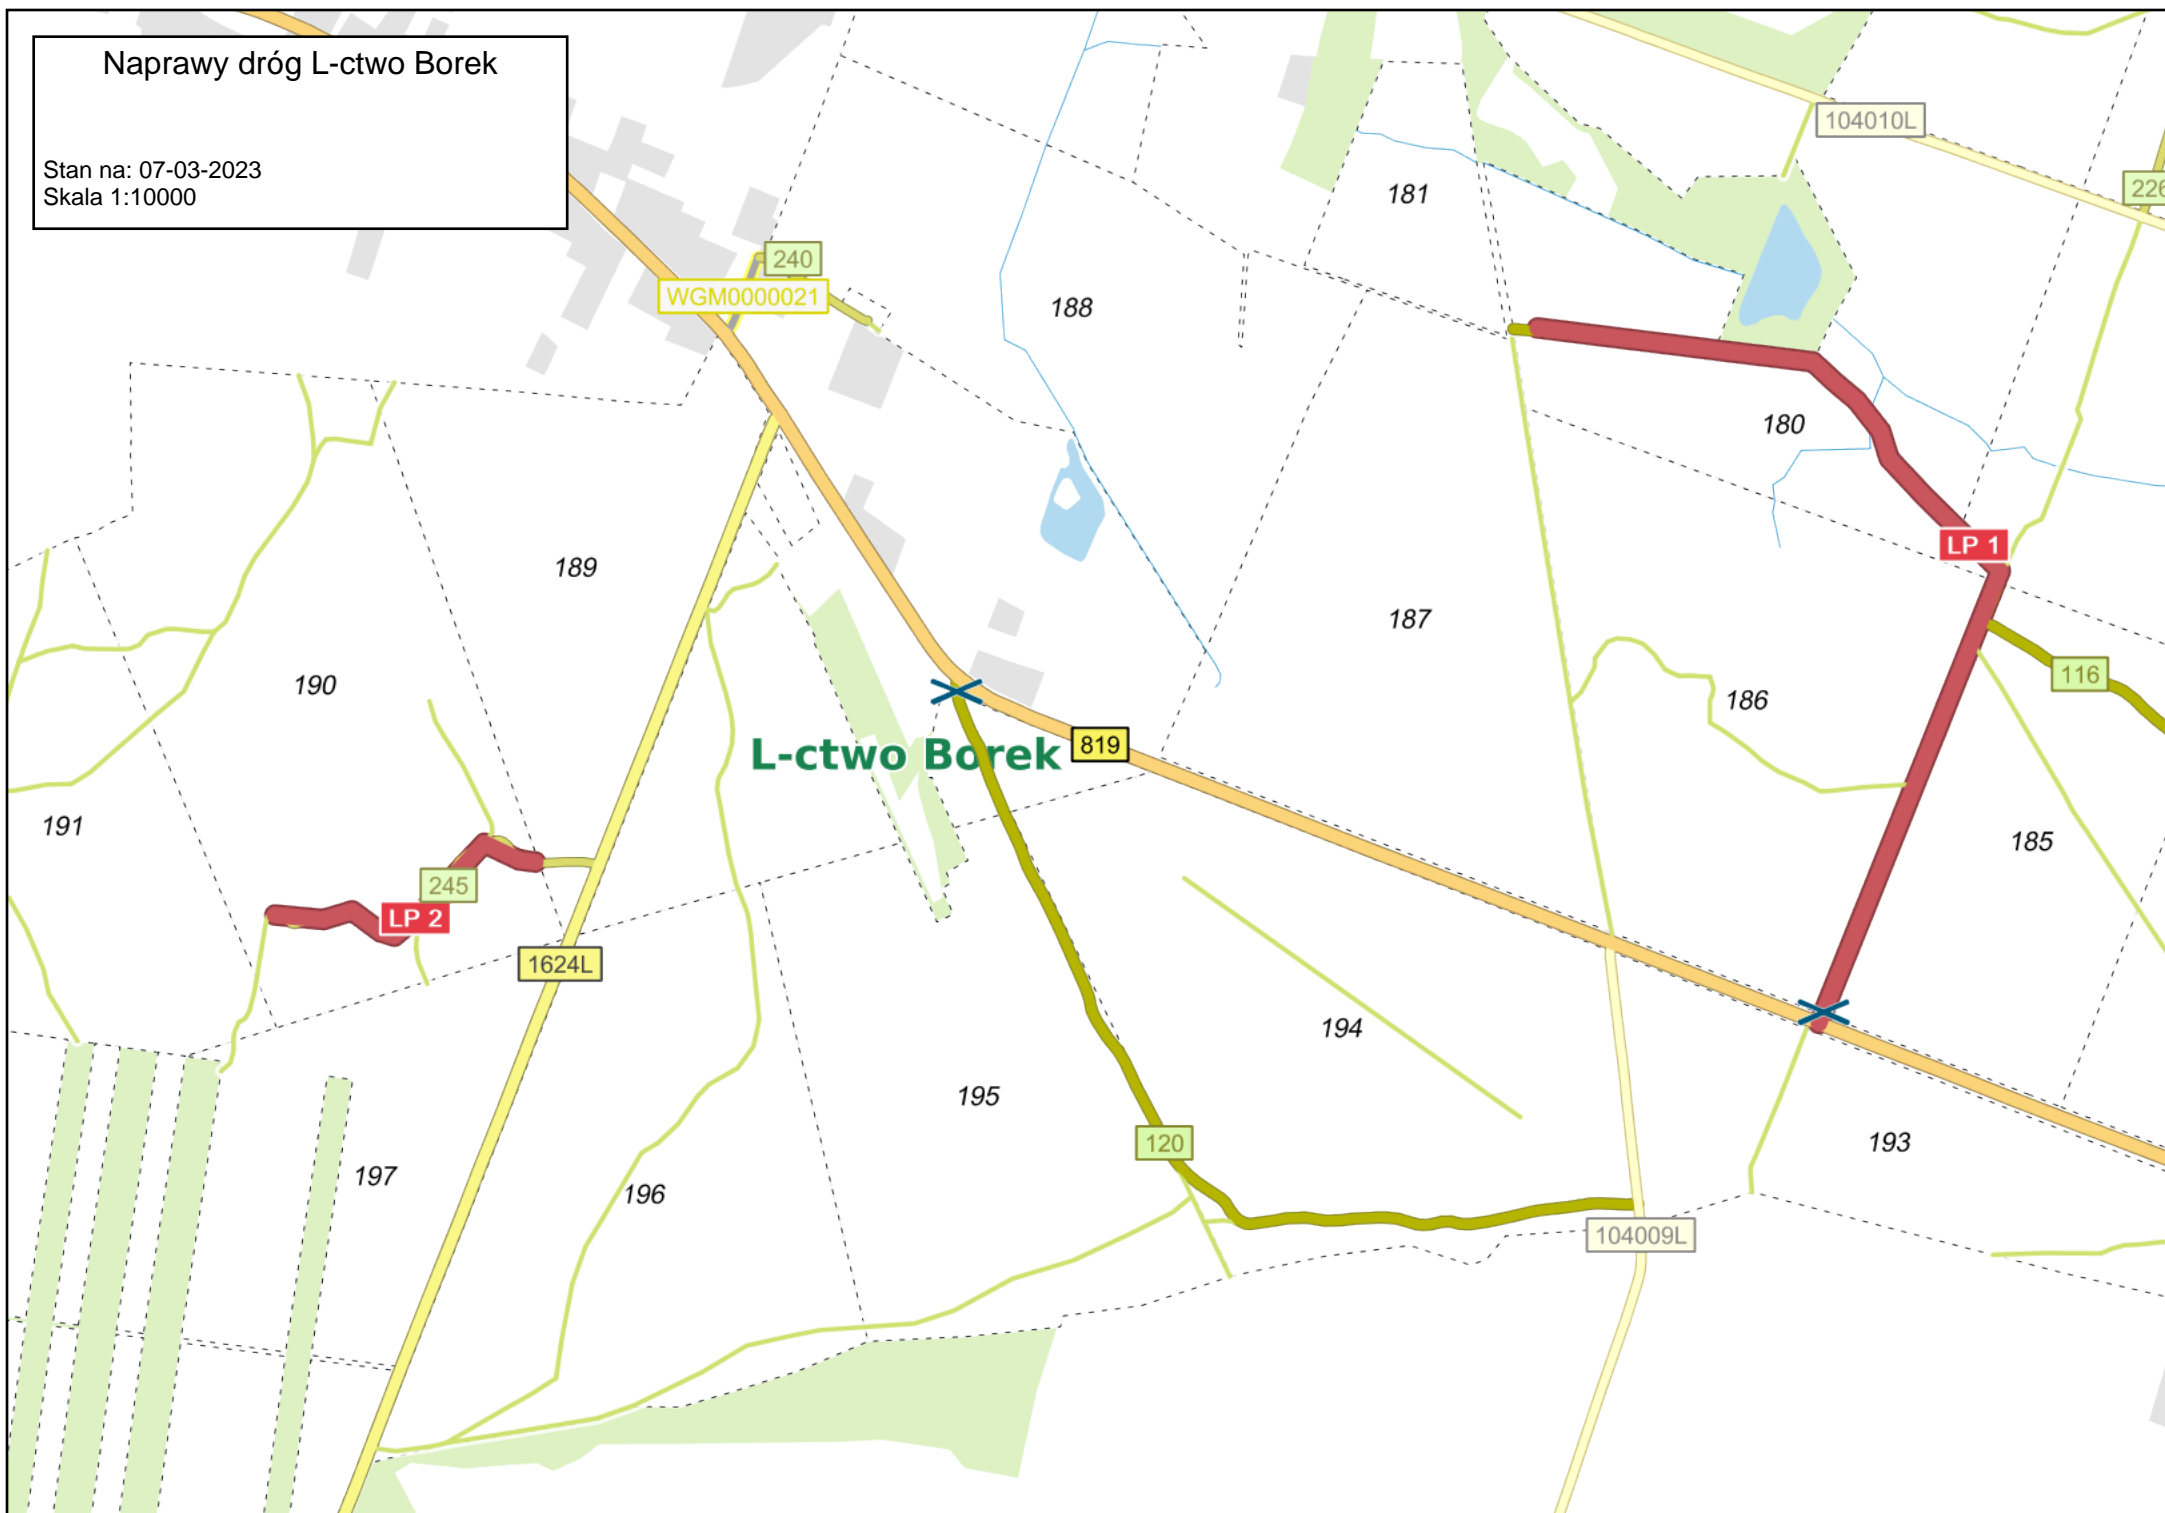 Naprawy dróg L-ctwo Borek
Stan na: 07-03-2023
Skala 1:10000
104010L
181
226
240
WGM0000021
188
180
LP 1
189
187
190
186
116
L-ctwo Borek
819
191
185
245
LP 2
1624L
194
195
120
193
197
196
104009L